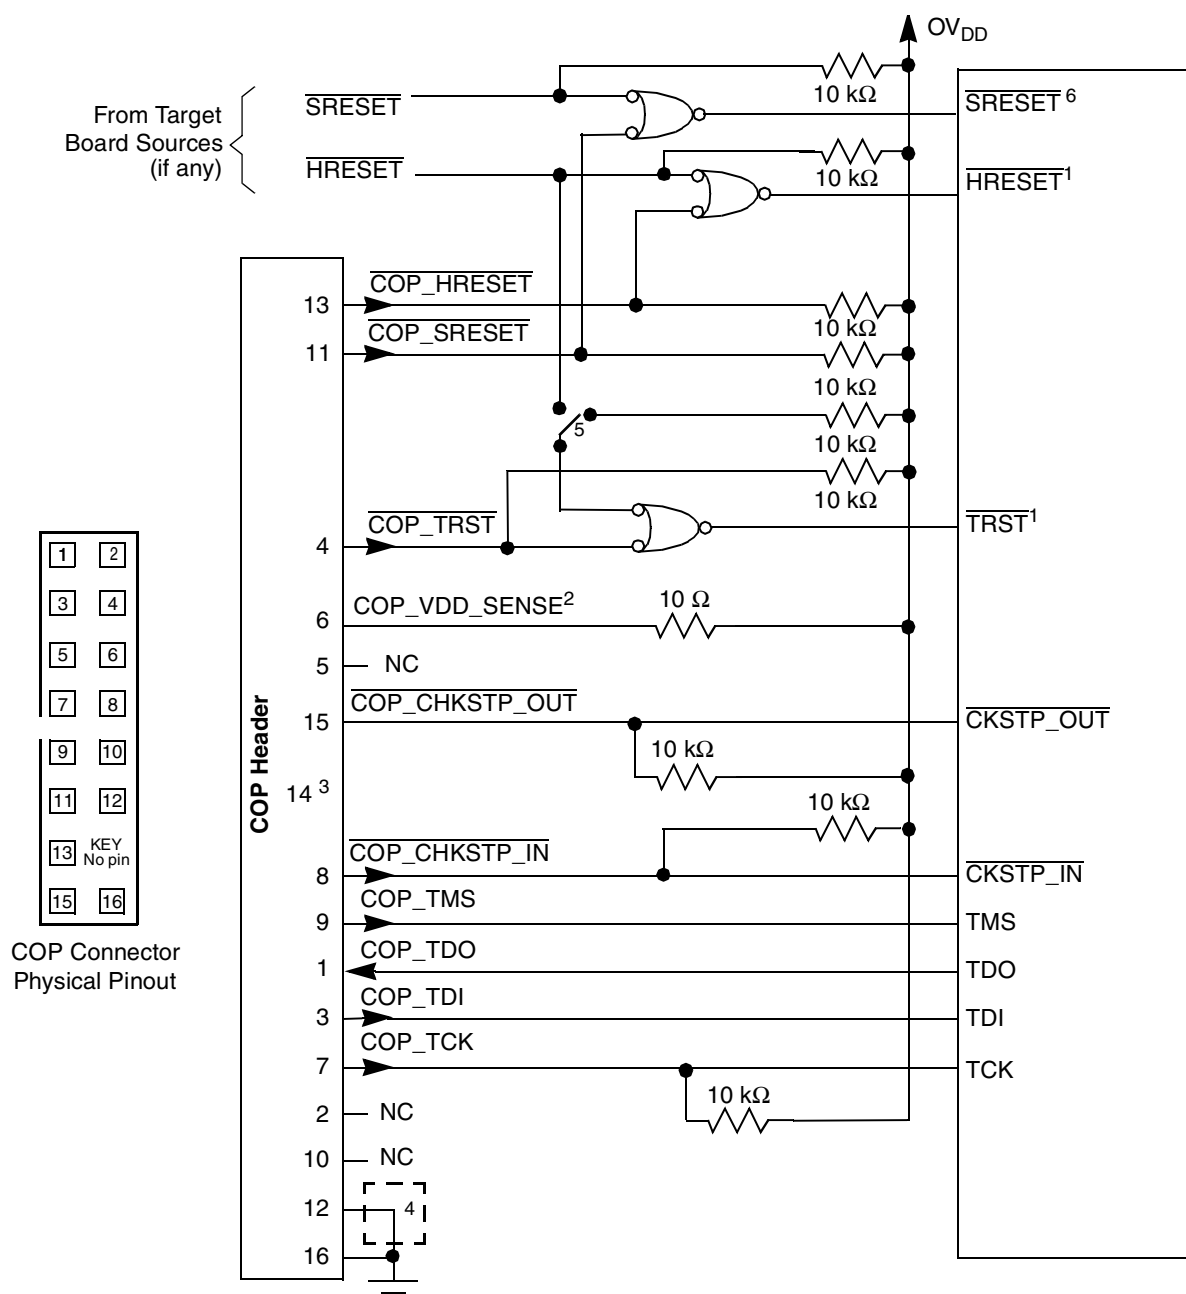 OVDD
10 kΩ
From Target
Board Sources
(if any)
SRESET
SRESET 6
10 kΩ
HRESET
HRESET1
COP_HRESET
13
10 kΩ
COP_SRESET
11
10 kΩ
5
10 kΩ
10 kΩ
COP_TRST
4
TRST1
COP_VDD_SENSE2
10 Ω
6
5
NC
COP_CHKSTP_OUT
15
CKSTP_OUT
10 kΩ
COP Header
14 3
10 kΩ
COP_CHKSTP_IN
8
CKSTP_IN
COP_TMS
9
TMS
COP_TDO
1
TDO
COP_TDI
3
TDI
COP_TCK
7
TCK
10 kΩ
2
NC
10
NC
12
4
16
1 2
3 4
5 6
7 8
9 10
11 12
13 KEY
No pin
15 16
COP Connector
Physical Pinout